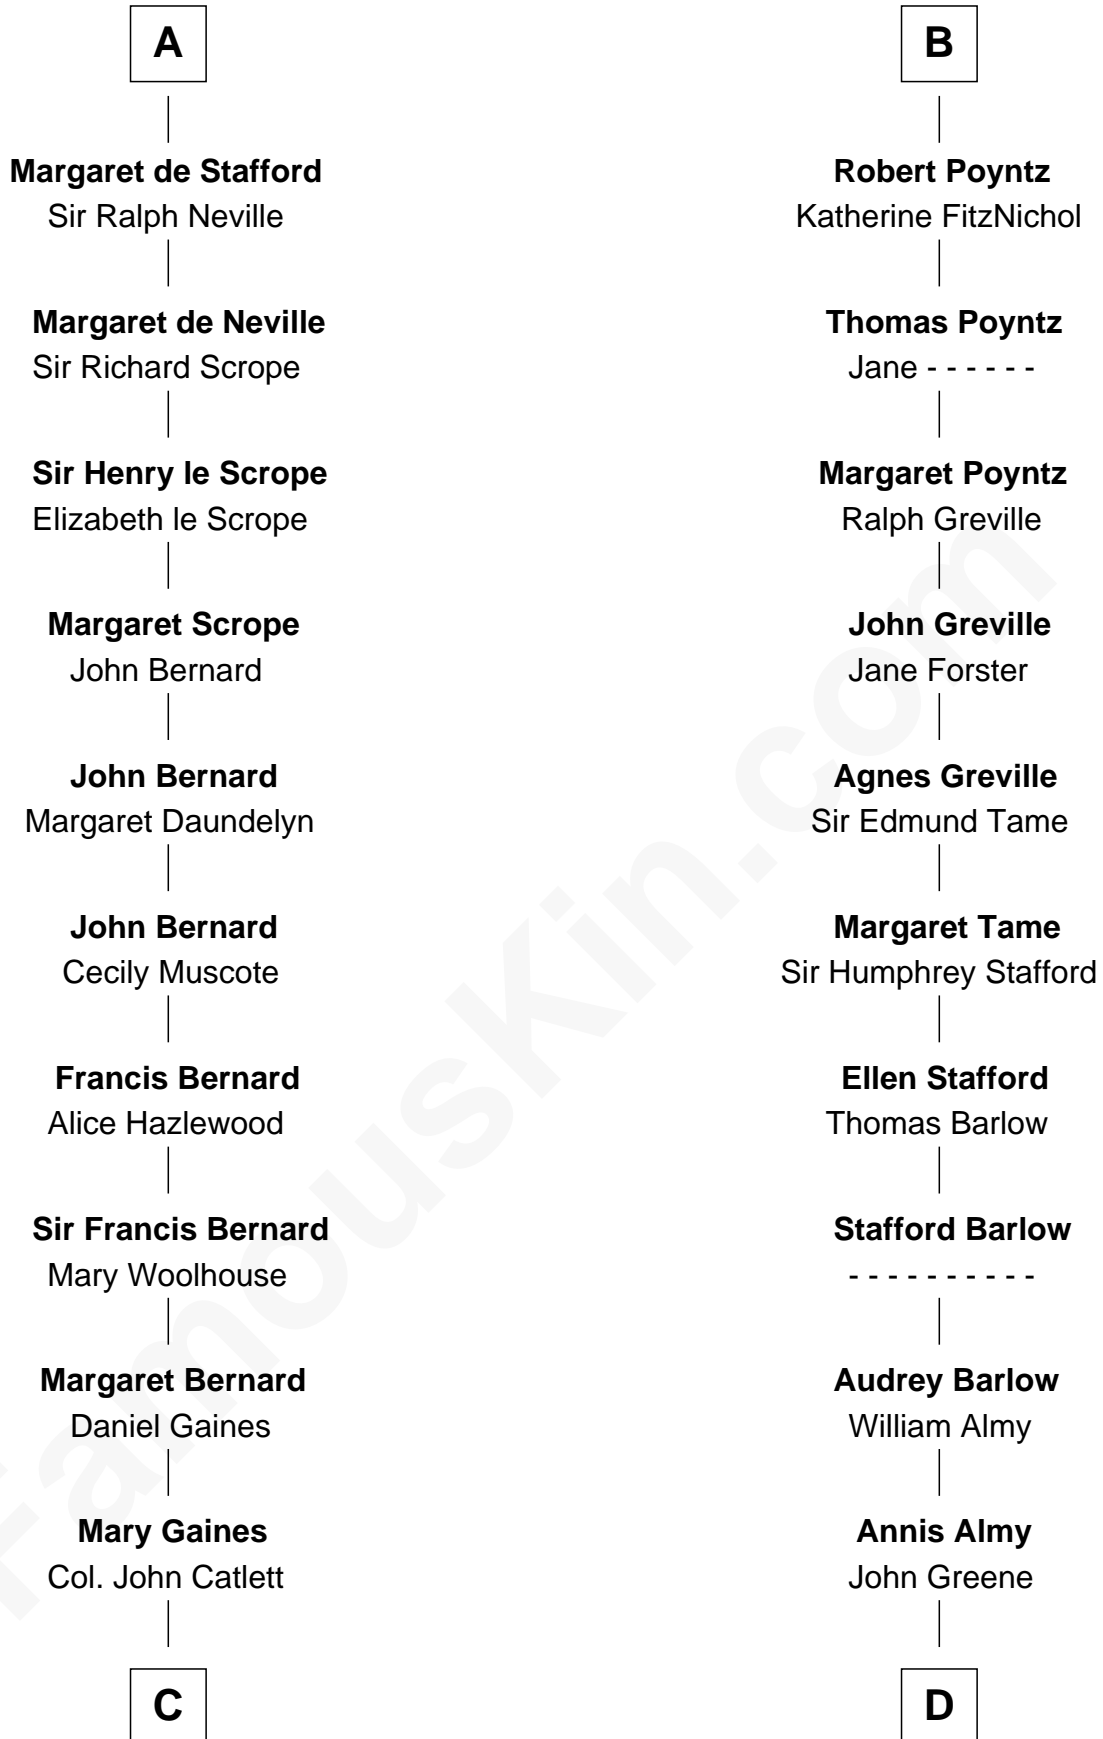 A
Margaret de Stafford
Sir Ralph Neville
Margaret de Neville
Sir Richard Scrope
Sir Henry le Scrope
Elizabeth le Scrope
Margaret Scrope
John Bernard
John Bernard
Margaret Daundelyn
John Bernard
Cecily Muscote
Francis Bernard
Alice Hazlewood
Sir Francis Bernard
Mary Woolhouse
Margaret Bernard
Daniel Gaines
Mary Gaines
Col. John Catlett
C
B
Robert Poyntz
Katherine FitzNichol
Thomas Poyntz
Jane - - - - - -
Margaret Poyntz
Ralph Greville
John Greville
Jane Forster
Agnes Greville
Sir Edmund Tame
Margaret Tame
Sir Humphrey Stafford
Ellen Stafford
Thomas Barlow
Stafford Barlow
- - - - - - - - - -
Audrey Barlow
William Almy
Annis Almy
John Greene
D
FamousKin.com